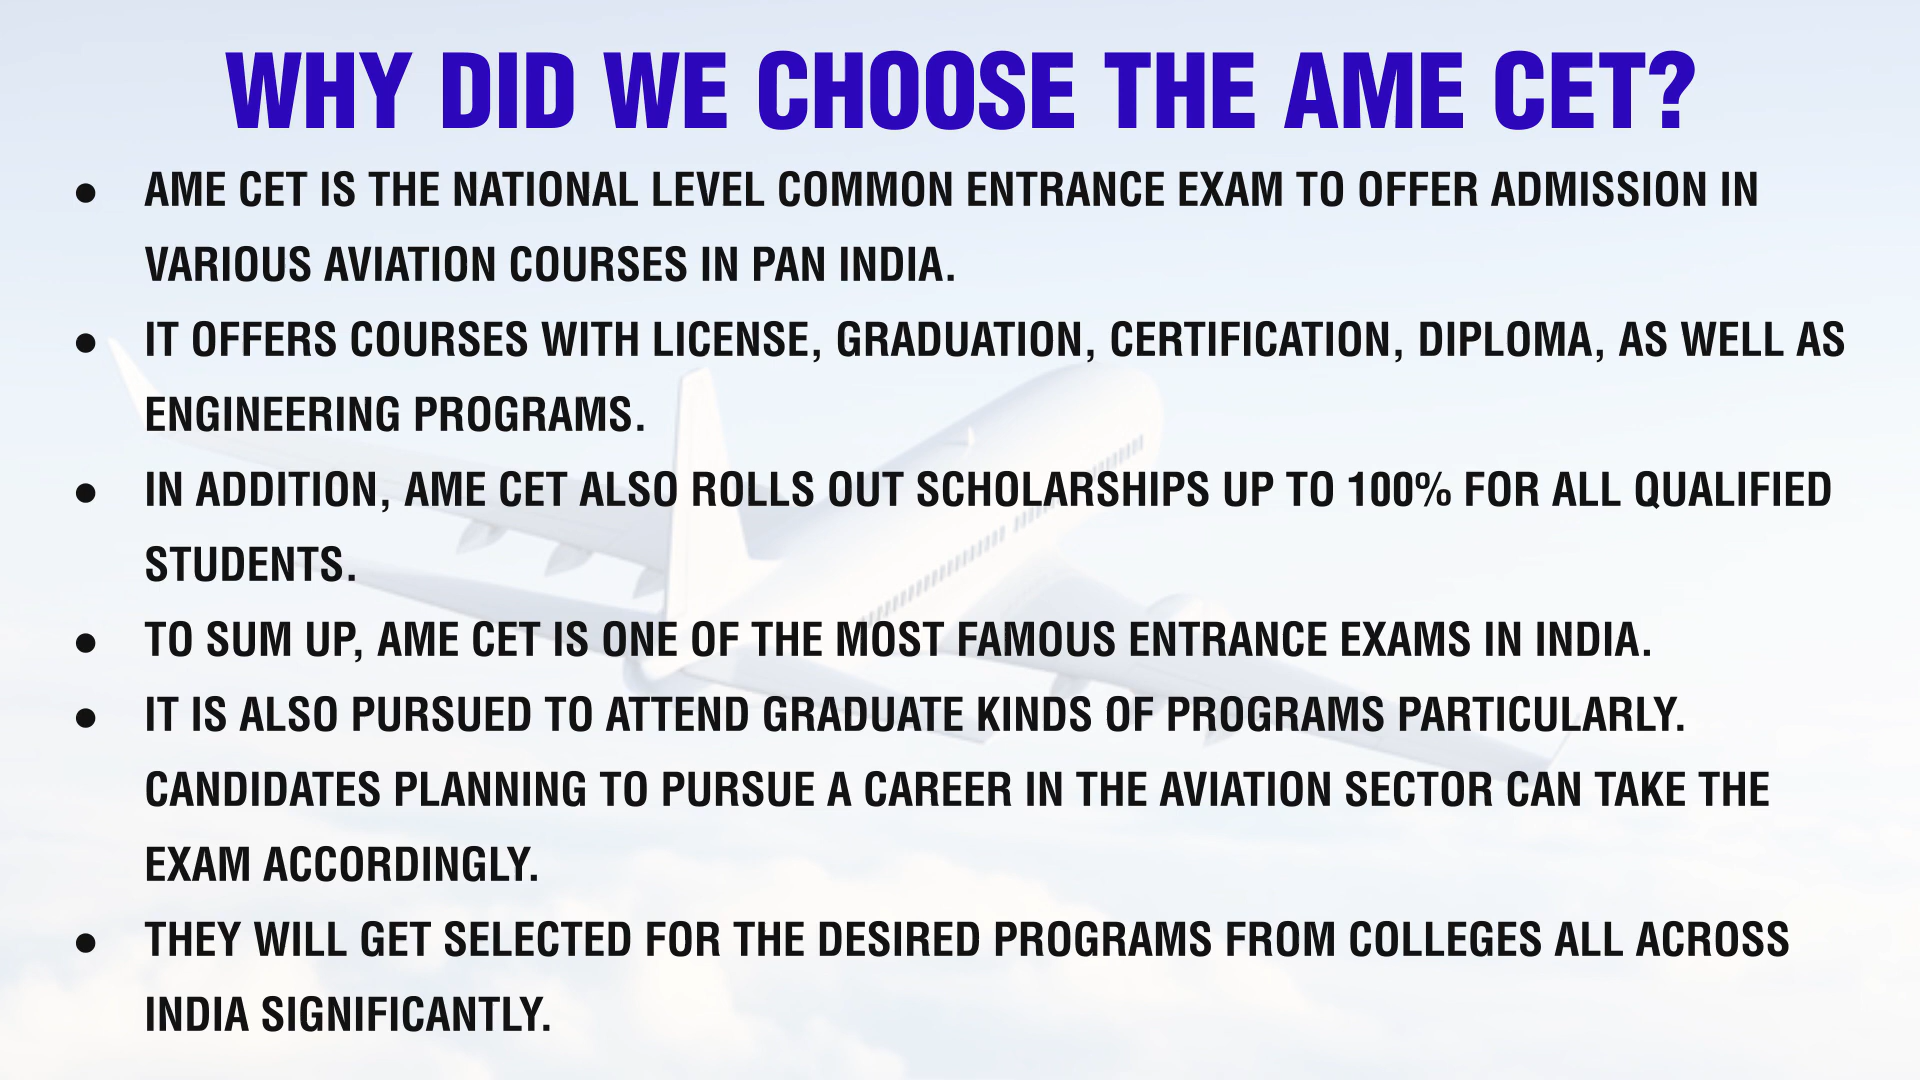 WHY DID WE CHOOSE THE AME CET?
● AME CET IS THE NATIONAL LEVEL COMMON ENTRANCE EXAM TO OFFER ADMISSION IN
VARIOUS AVIATION COURSES IN PAN INDIA.
● IT OFFERS COURSES WITH LICENSE, GRADUATION, CERTIFICATION, DIPLOMA, AS WELL AS
ENGINEERING PROGRAMS.
● IN ADDITION, AME CET ALSO ROLLS OUT SCHOLARSHIPS UP TO 100% FOR ALL QUALIFIED
STUDENTS.
● TO SUM UP, AME CET IS ONE OF THE MOST FAMOUS ENTRANCE EXAMS IN INDIA.
● IT IS ALSO PURSUED TO ATTEND GRADUATE KINDS OF PROGRAMS PARTICULARLY.
CANDIDATES PLANNING TO PURSUE A CAREER IN THE AVIATION SECTOR CAN TAKE THE
EXAM ACCORDINGLY.
● THEY WILL GET SELECTED FOR THE DESIRED PROGRAMS FROM COLLEGES ALL ACROSS
INDIA SIGNIFICANTLY.